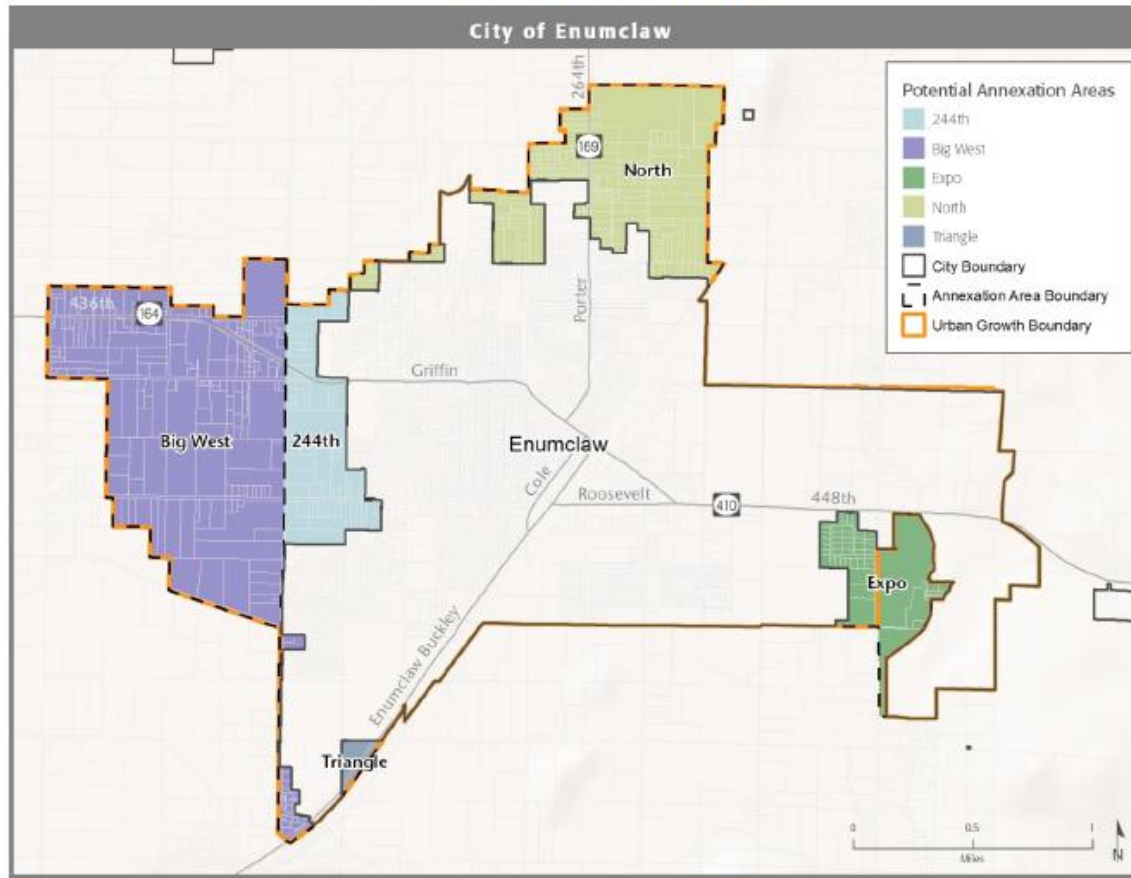 City of Enumclaw
264th
Potential Annexation Areas
244th
Big West
Expo
North
Triangle
City Boundary
Annexation Area Boundary
Urban Growth Boundary
169
North
436th
164
Porter
Griffin
Big West
244th
Enumclaw
Cole
Roosevelt
410
448th
Expo
Enumclaw Buckley
Triangle
0 0.5 1
Miles
N